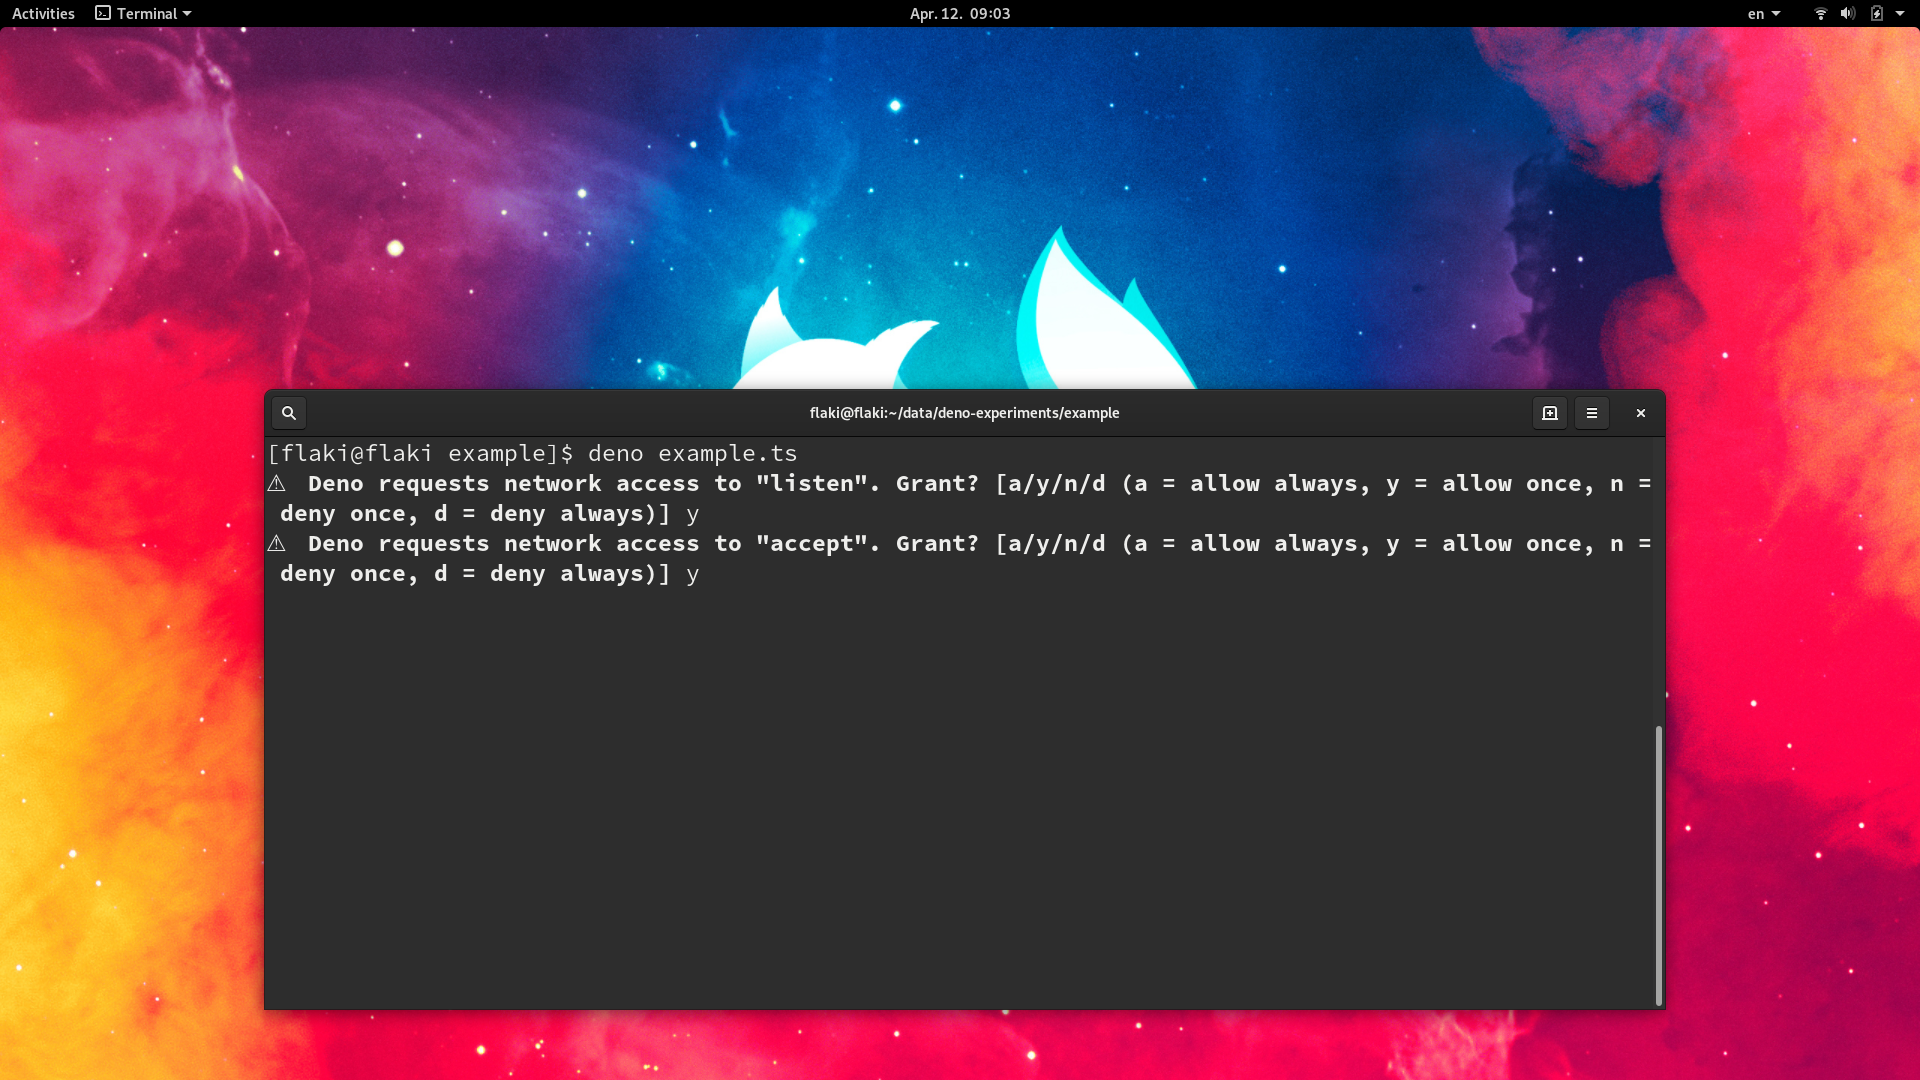 Activities Terminal Apr. 12. 09:03 en
flaki@flaki:~/data/deno-experiments/example
[flaki@flaki example]$ deno example.ts
⚠ Deno requests network access to "listen". Grant? [a/y/n/d (a = allow always, y = allow once, n =
deny once, d = deny always)] y
⚠ Deno requests network access to "accept". Grant? [a/y/n/d (a = allow always, y = allow once, n =
deny once, d = deny always)] y